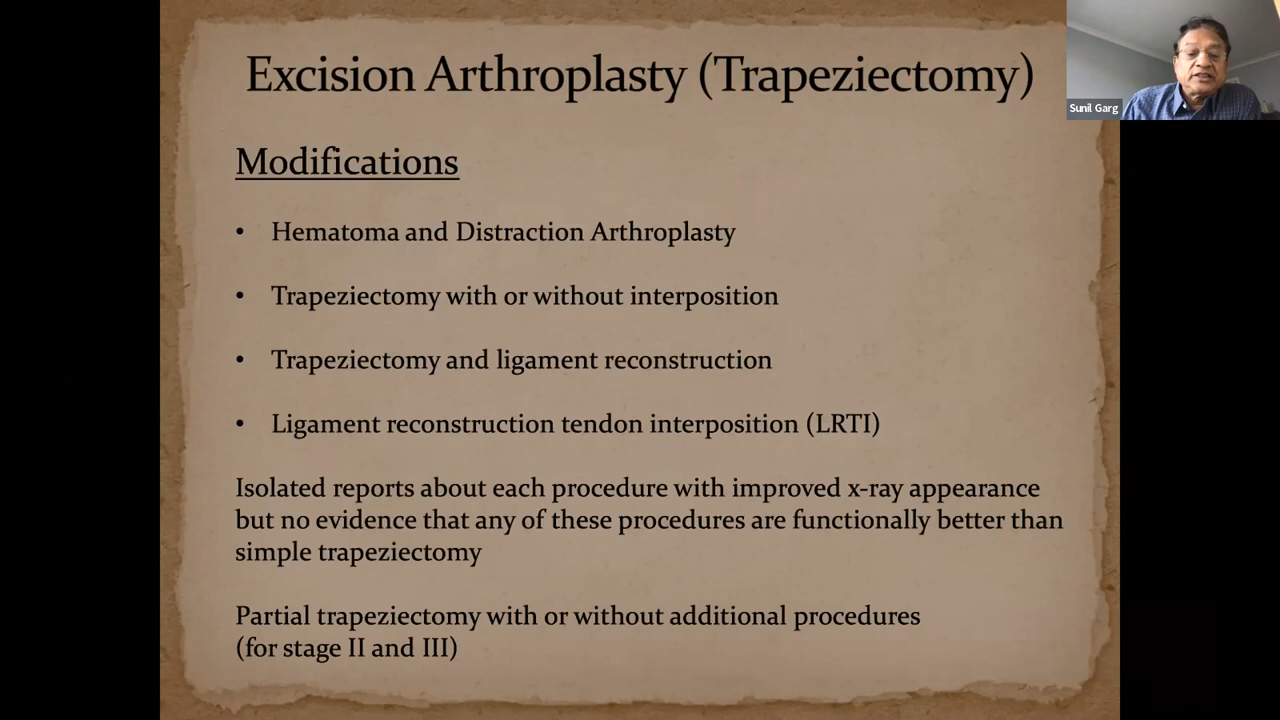 Excision Arthroplasty (Trapeziectomy)
Sunil Garg
Modifications
• Hematoma and Distraction Arthroplasty
• Trapeziectomy with or without interposition
• Trapeziectomy and ligament reconstruction
• Ligament reconstruction tendon interposition (LRTI)
Isolated reports about each procedure with improved x-ray appearance
but no evidence that any of these procedures are functionally better than
simple trapeziectomy
Partial trapeziectomy with or without additional procedures
(for stage II and III)